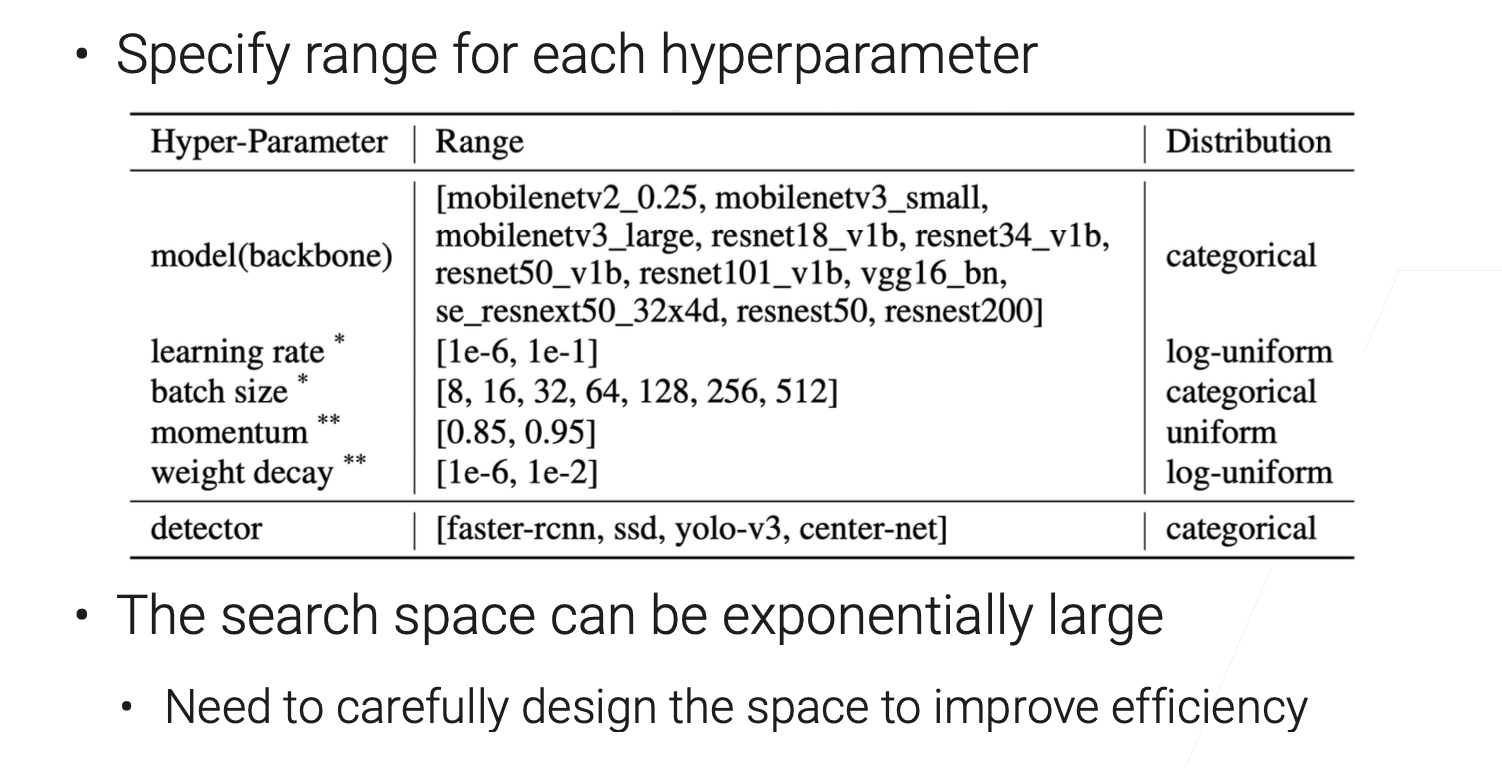 • Specify range for each hyperparameter
Hyper-Parameter | Range | Distribution
[mobilenetv2_0.25, mobilenetv3_small,
mobilenetv3_large, resnet18_v1b, resnet34_v1b,
model(backbone) categorical
resnet50_v1b, resnet101_v1b, vgg16_bn,
se_resnext50_32x4d, resnest50, resnest200]
learning rate * [1e-6, 1e-1] log-uniform
batch size * [8, 16, 32, 64, 128, 256, 512] categorical
momentum ** [0.85, 0.95] uniform
weight decay ** [1e-6, 1e-2] log-uniform
detector | [faster-rcnn, ssd, yolo-v3, center-net] | categorical
• The search space can be exponentially large
• Need to carefully design the space to improve efficiency